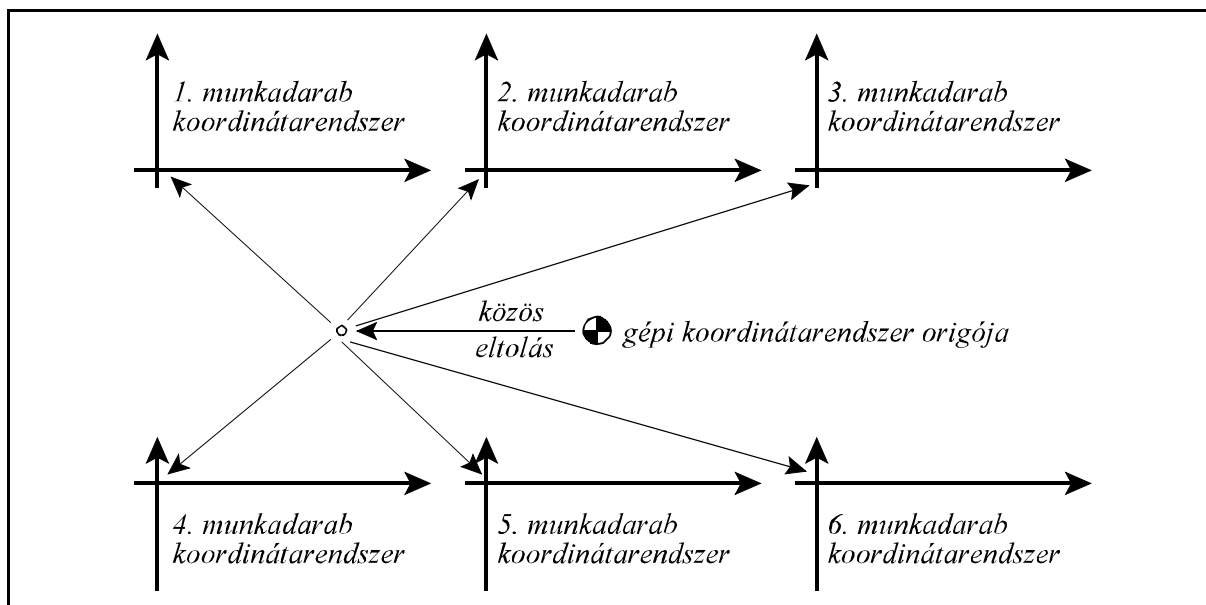 1. munkadarab
koordinátarendszer
2. munkadarab
koordinátarendszer
3. munkadarab
koordinátarendszer
közös
eltolás
gépi koordinátarendszer origója
4. munkadarab
koordinátarendszer
5. munkadarab
koordinátarendszer
6. munkadarab
koordinátarendszer